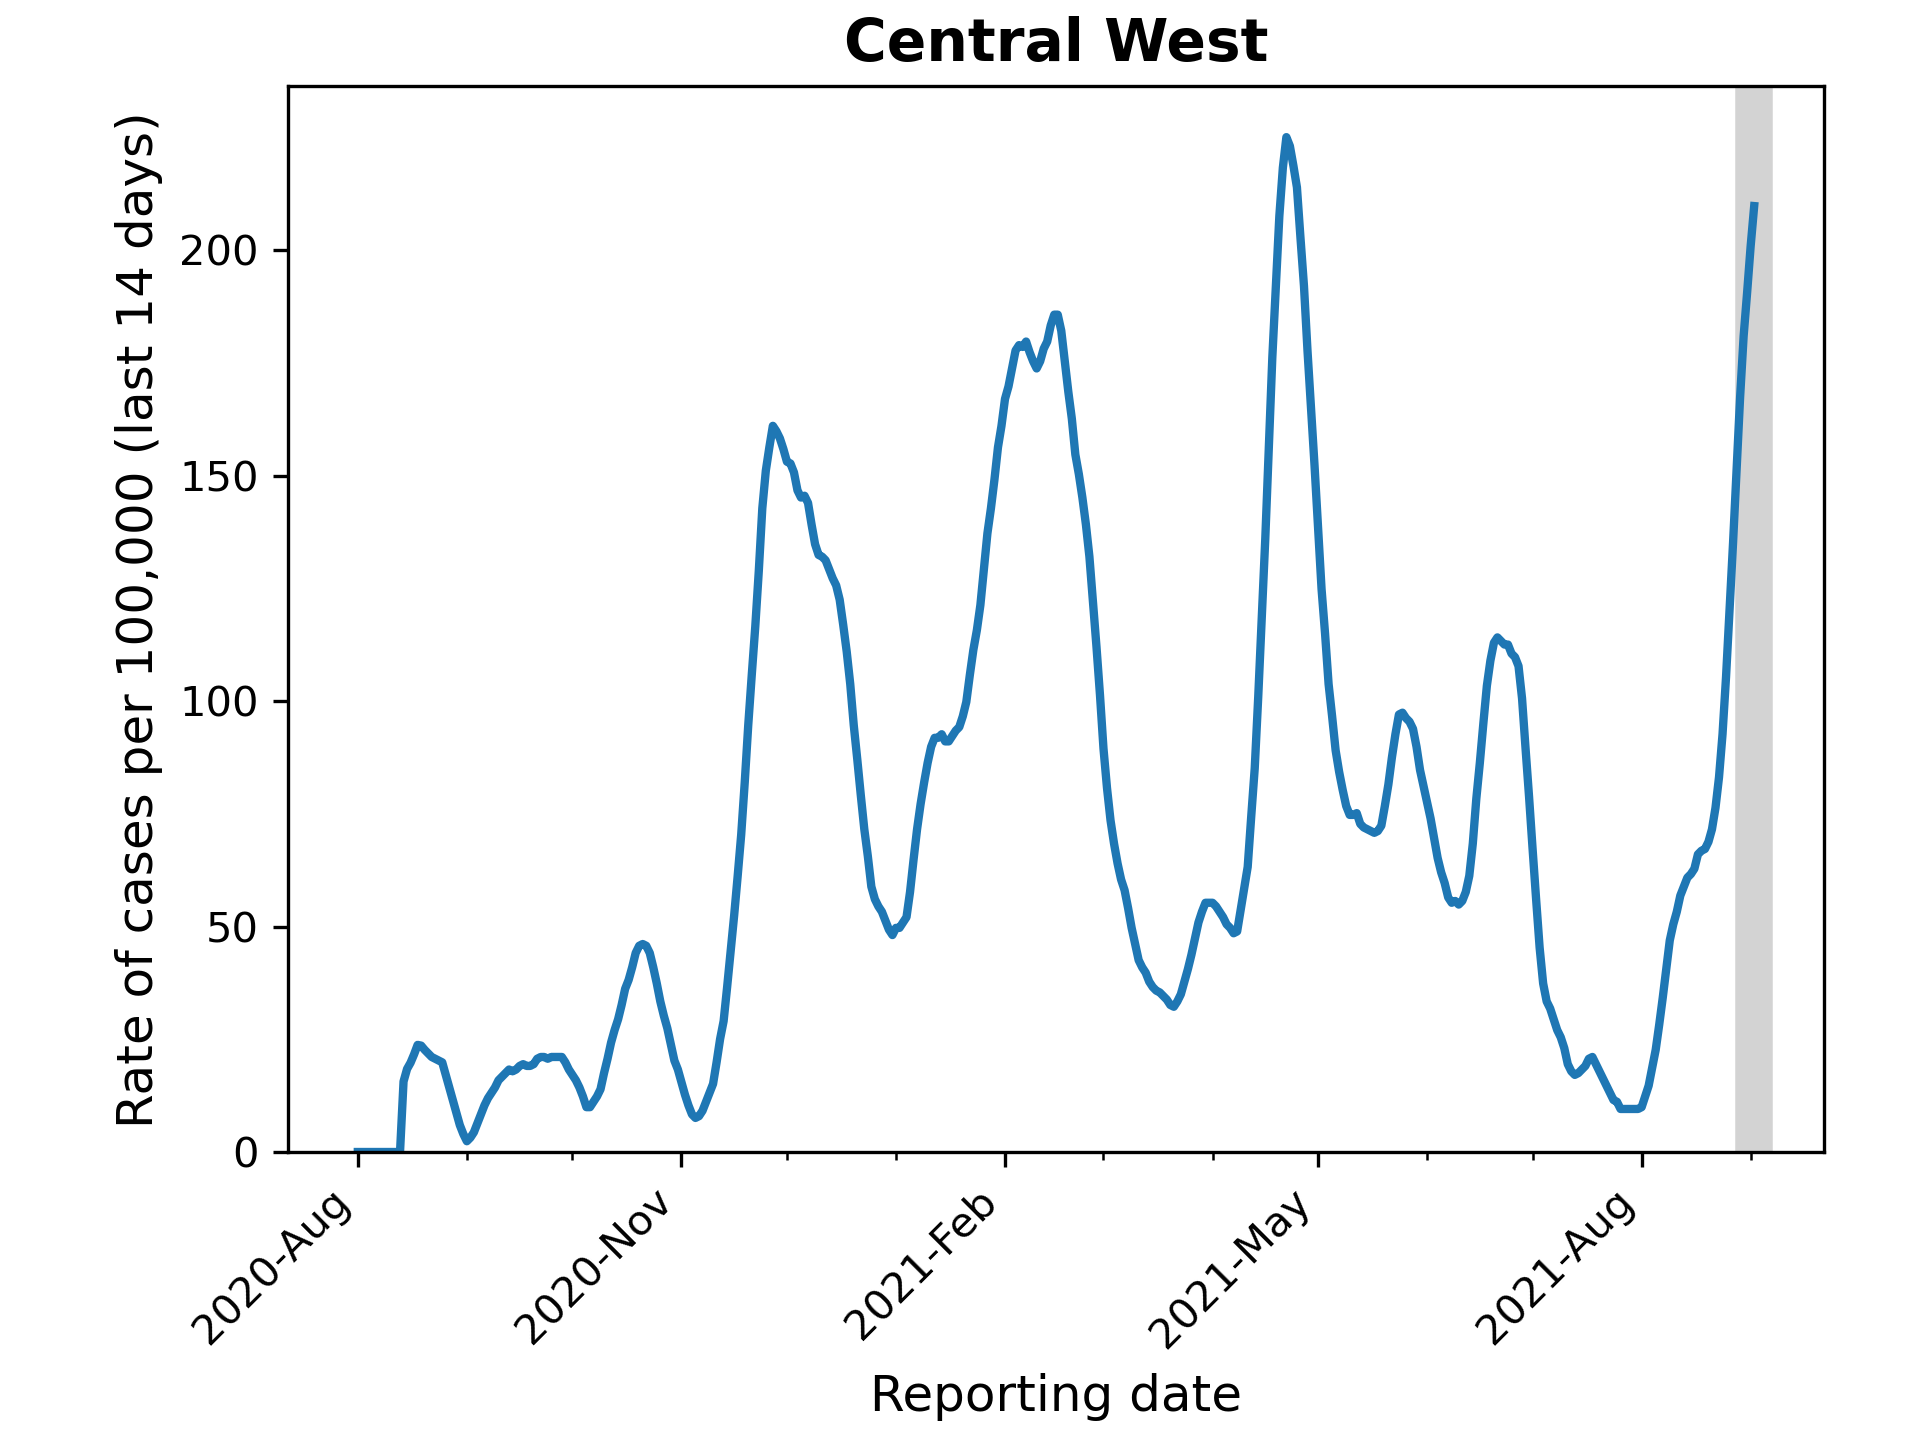 Central West
Rate of cases per 100,000 (last 14 days)
200
150
100
50
0
2020-Aug
2020-Nov
2021-Feb
2021-May
2021-Aug
Reporting date